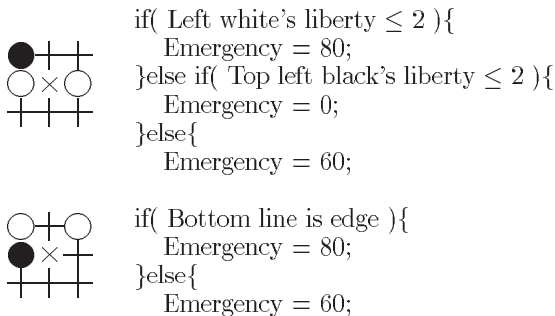 if( Left white's liberty ≤ 2 ){
Emergency = 80;
}else if( Top left black's liberty ≤ 2 ){
Emergency = 0;
}else{
Emergency = 60;
if( Bottom line is edge ){
Emergency = 80;
}else{
Emergency = 60;